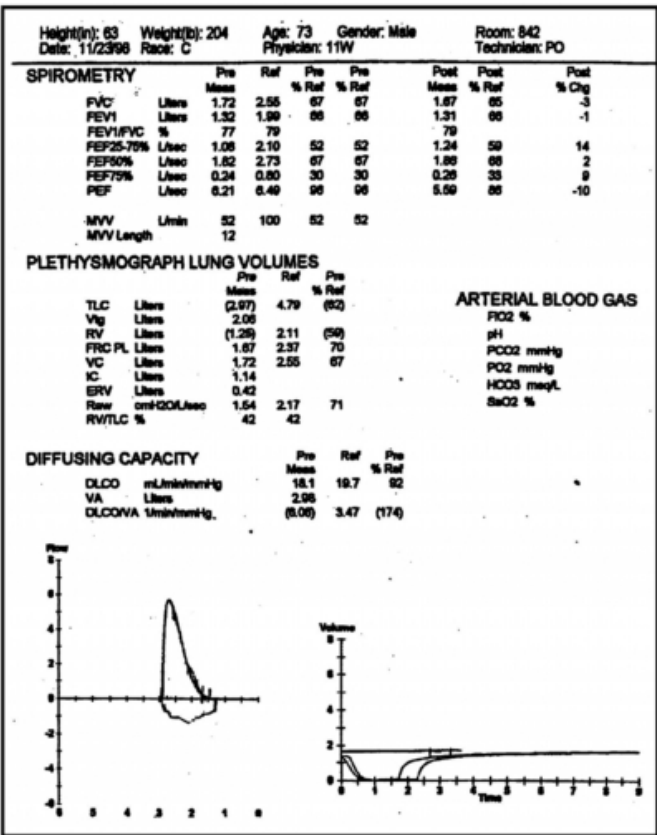 Height(in): 63 Weight(lb): 204 Age: 73 Gender: Male Room: 842
Date: 11/23/98 Race: C Physician: 11W Technician: PO
SPIROMETRY Pre Ref Pre Pre Post Post Post
Meas % Ref % Ref Meas % Ref % Chg
FVC Liters 1.72 2.55 67 67 1.67 65 -3
FEV1 Liters 1.32 1.99 66 66 1.31 66 -1
FEV1/FVC % 77 79 79
FEF25-75% L/sec 1.08 2.10 52 52 1.24 59 14
FEF50% L/sec 1.82 2.73 67 67 1.86 68 2
FEF75% L/sec 0.24 0.80 30 30 0.26 33 9
PEF L/sec 6.21 6.49 96 96 5.59 86 -10
MVV L/min 52 100 52 52
MVV Length 12
PLETHYSMOGRAPH LUNG VOLUMES
Pre Ref Pre
Meas % Ref
TLC Liters (2.97) 4.79 (62)
Vtg Liters 2.06
RV Liters (1.25) 2.11 (59)
FRC PL Liters 1.67 2.37 70
VC Liters 1.72 2.55 67
IC Liters 1.14
ERV Liters 0.42
Raw cmH2O/L/sec 1.54 2.17 71
RV/TLC % 42 42
ARTERIAL BLOOD GAS
FIO2 %
pH
PCO2 mmHg
PO2 mmHg
HCO3 meq/L
SaO2 %
DIFFUSING CAPACITY Pre Ref Pre
Meas % Ref
DLCO mL/min/mmHg 18.1 19.7 92
VA Liters 2.98
DLCO/VA 1/min/mmHg (6.06) 3.47 (174)
Flow
8
6
4
2
0
-2
-4
-6
6 5 4 3 2 1 0
Volume
8
6
4
2
0
0 1 2 3 4 5 6 7 8 9
Time